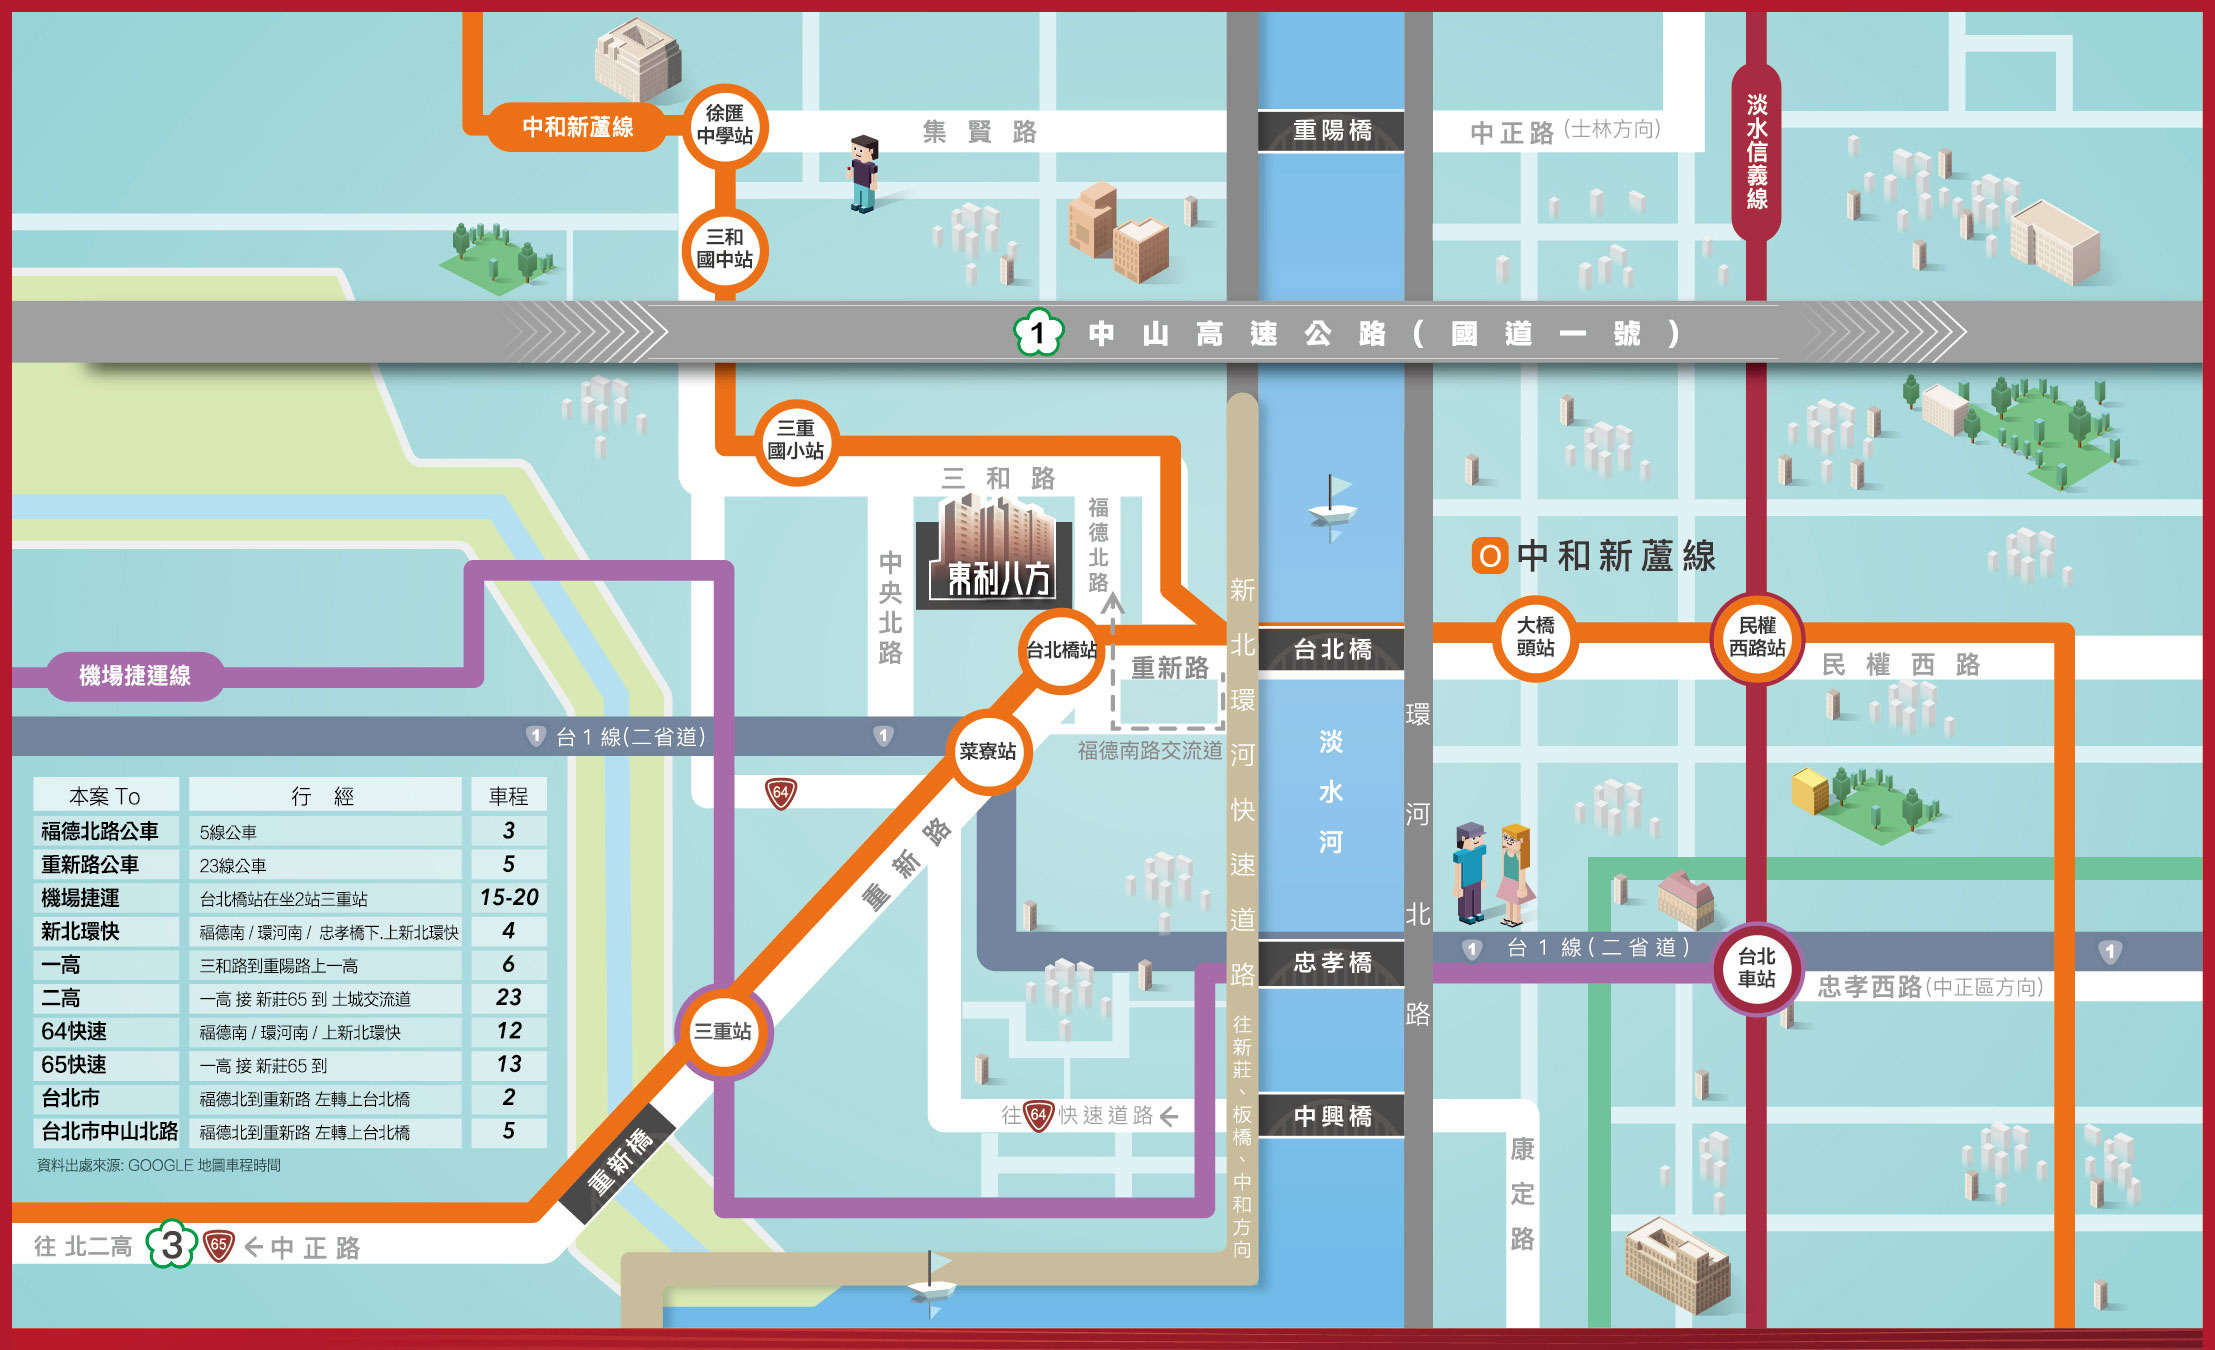 徐匯
中學站
中和新蘆線
集賢路
重陽橋
中正路(士林方向)
淡水信義線
三和
國中站
1 中山高速公路(國道一號)
三重
國小站
三和路
福德北路
中央北路
東利八方
新北環河快速道路
往新莊、板橋、中和方向
O 中和新蘆線
台北橋站
台北橋
大橋
頭站
民權
西路站
民權西路
重新路
機場捷運線
1 台1線(二省道)
1
菜寮站
福德南路交流道
淡水河
環河北路
64
重新路
1 台1線(二省道)
1
台北
車站
忠孝橋
忠孝西路(中正區方向)
三重站
往 64 快速道路←
中興橋
康定路
重新橋
本案 To 行 經 車程
福德北路公車 5線公車 3
重新路公車 23線公車 5
機場捷運 台北橋站在坐2站三重站 15-20
新北環快 福德南 / 環河南 / 忠孝橋下.上新北環快 4
一高 三和路到重陽路上一高 6
二高 一高 接 新莊65 到 土城交流道 23
64快速 福德南 / 環河南 / 上新北環快 12
65快速 一高 接 新莊65 到 13
台北市 福德北到重新路 左轉上台北橋 2
台北市中山北路 福德北到重新路 左轉上台北橋 5
資料出處來源: GOOGLE 地圖車程時間
往 北二高 3 65 ←中正路